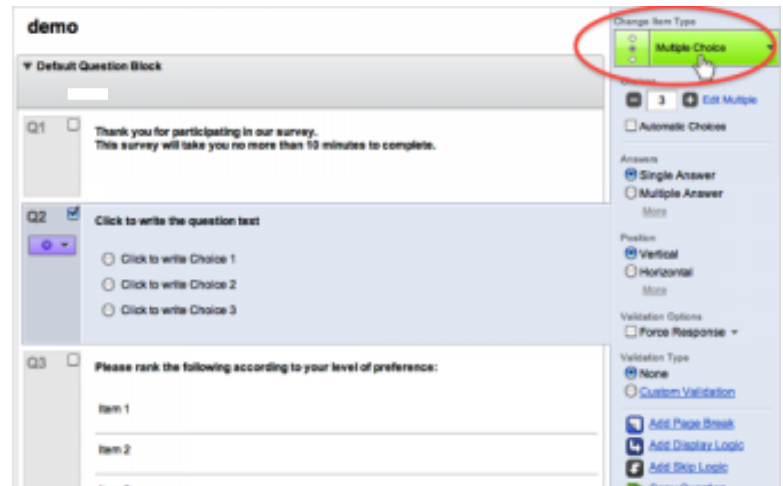 demo
Change Item Type
Multiple Choice
▼ Default Question Block
Choices
3 Edit Multiple
Automatic Choices
Q1
Thank you for participating in our survey.
This survey will take you no more than 10 minutes to complete.
Answers
Single Answer
Multiple Answer
More
Q2
Click to write the question text
Click to write Choice 1
Click to write Choice 2
Click to write Choice 3
Position
Vertical
Horizontal
More
Validation Options
Force Response
Validation Type
None
Custom Validation
Q3
Please rank the following according to your level of preference:
Item 1
Item 2
Add Page Break
Add Display Logic
Add Skip Logic
Copy Question